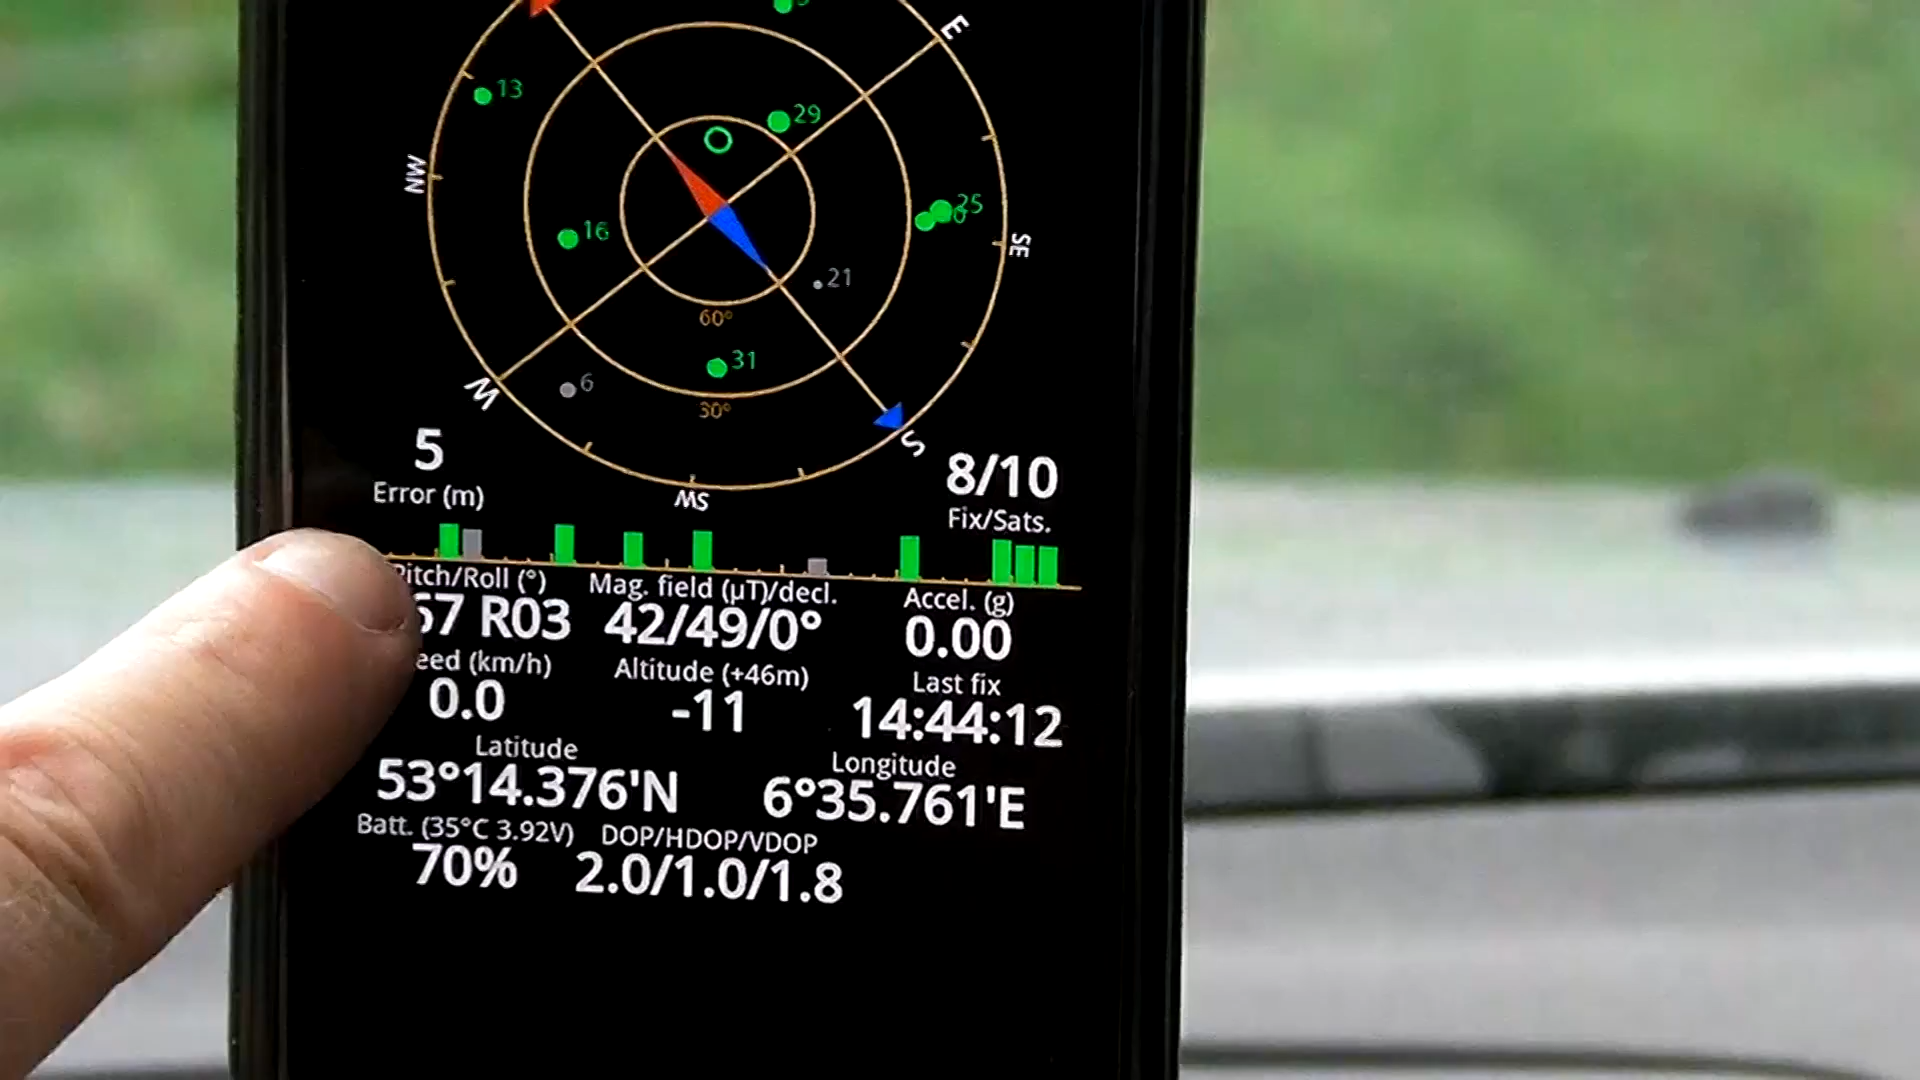 E
13
29
NW
25
16
SE
21
60°
31
6
30°
W
S
5
Error (m)
8/10
Fix/Sats.
SW
Pitch/Roll (°)
67 R03
Mag. field (µT)/decl.
42/49/0°
Accel. (g)
0.00
(km/h)
0.0
Altitude (+46m)
-11
Last fix
14:44:12
Latitude
53°14.376'N
Longitude
6°35.761'E
Batt. (35°C 3.92V)
70%
DOP/HDOP/VDOP
2.0/1.0/1.8